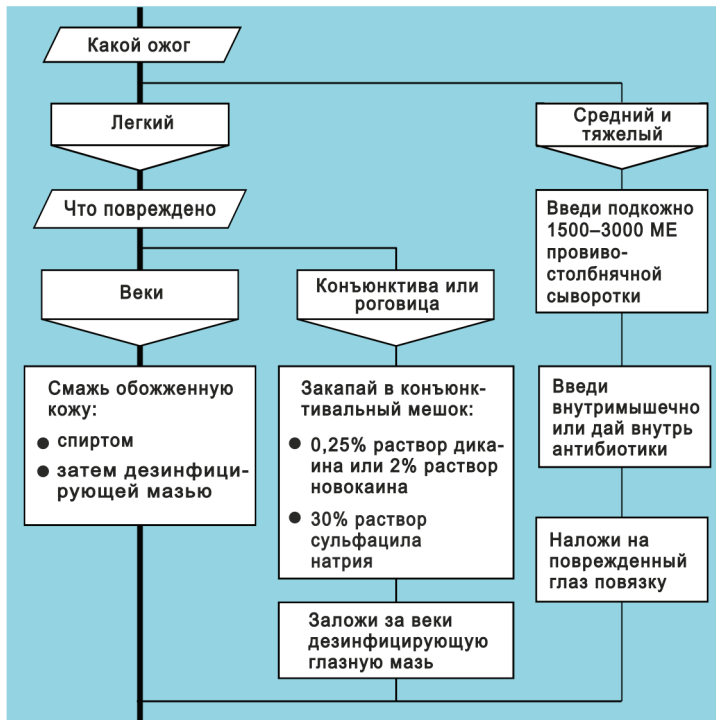 Какой ожог
Легкий
Средний и
тяжелый
Что повреждено
Веки
Конъюнктива или
роговица
Введи подкожно
1500–3000 МЕ
провиво-
столбнячной
сыворотки
Смажь обожженную
кожу:
● спиртом
● затем дезинфици-
рующей мазью
Закапай в конъюнк-
тивальный мешок:
● 0,25% раствор дика-
ина или 2% раствор
новокаина
● 30% раствор
сульфацила
натрия
Введи
внутримышечно
или дай внутрь
антибиотики
Наложи на
поврежденный
глаз повязку
Заложи за веки
дезинфицирующую
глазную мазь